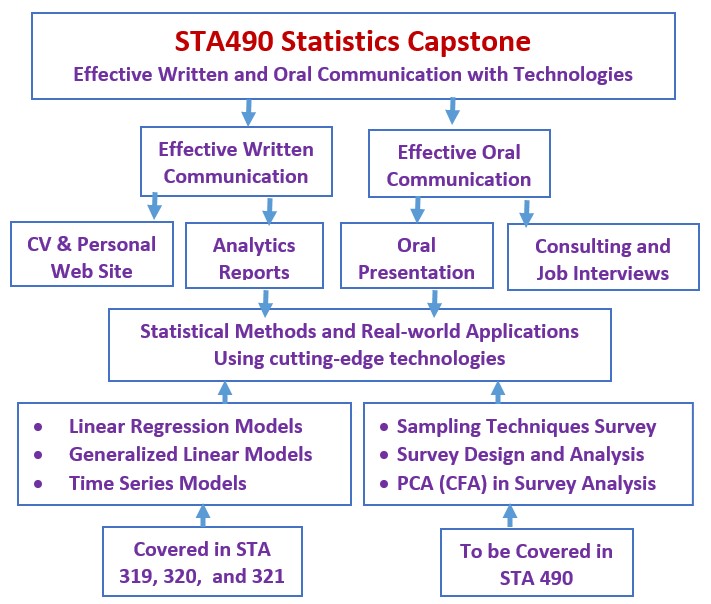 STA490 Statistics Capstone
Effective Written and Oral Communication with Technologies
Effective Written
Communication
Effective Oral
Communication
CV & Personal
Web Site
Analytics
Reports
Oral
Presentation
Consulting and
Job Interviews
Statistical Methods and Real-world Applications
Using cutting-edge technologies
• Linear Regression Models
• Generalized Linear Models
• Time Series Models
• Sampling Techniques Survey
• Survey Design and Analysis
• PCA (CFA) in Survey Analysis
Covered in STA
319, 320, and 321
To be Covered in
STA 490